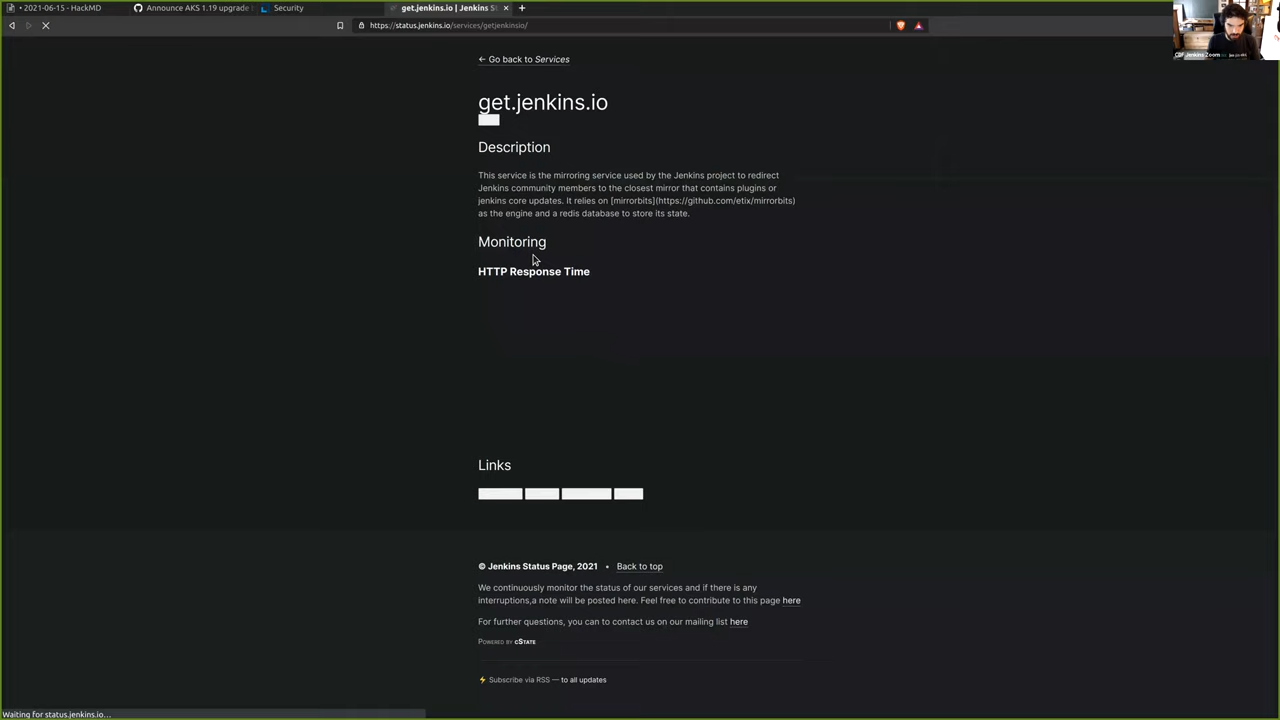 • 2021-06-15 - HackMD
Announce AKS 1.19 upgrade
Security
get.jenkins.io | Jenkins S
https://status.jenkins.io/services/getjenkinsio/
CDF Jenkins Zoom
← Go back to Services
get.jenkins.io
Description
This service is the mirroring service used by the Jenkins project to redirect
Jenkins community members to the closest mirror that contains plugins or
jenkins core updates. It relies on [mirrorbits](https://github.com/etix/mirrorbits)
as the engine and a redis database to store its state.
Monitoring
HTTP Response Time
Links
© Jenkins Status Page, 2021 • Back to top
We continuously monitor the status of our services and if there is any
interruptions,a note will be posted here. Feel free to contribute to this page here
For further questions, you can to contact us on our mailing list here
Powered by cState
⚡ Subscribe via RSS — to all updates
Waiting for status.jenkins.io...